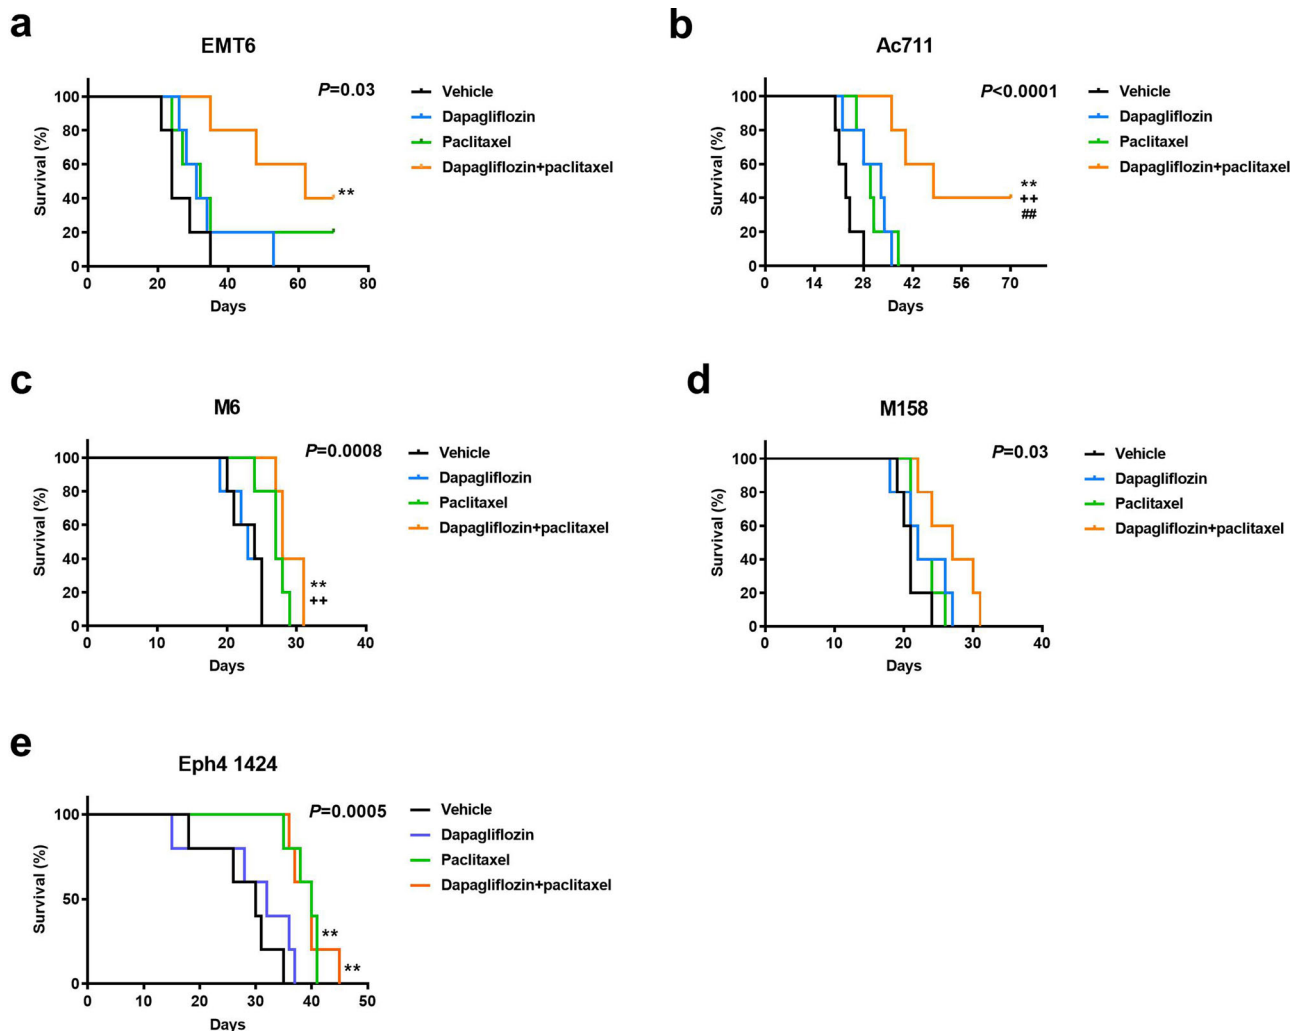 a
EMT6
P=0.03
Survival (%)
100
80
60
40
20
0
0 20 40 60 80
Days
**
Vehicle
Dapagliflozin
Paclitaxel
Dapagliflozin+paclitaxel
b
Ac711
P<0.0001
Survival (%)
100
80
60
40
20
0
0 14 28 42 56 70
Days
**
++
##
Vehicle
Dapagliflozin
Paclitaxel
Dapagliflozin+paclitaxel
c
M6
P=0.0008
Survival (%)
100
80
60
40
20
0
0 10 20 30 40
Days
**
++
Vehicle
Dapagliflozin
Paclitaxel
Dapagliflozin+paclitaxel
d
M158
P=0.03
Survival (%)
100
80
60
40
20
0
0 10 20 30 40
Days
Vehicle
Dapagliflozin
Paclitaxel
Dapagliflozin+paclitaxel
e
Eph4 1424
P=0.0005
Survival (%)
100
50
0
0 10 20 30 40 50
Days
**
**
Vehicle
Dapagliflozin
Paclitaxel
Dapagliflozin+paclitaxel